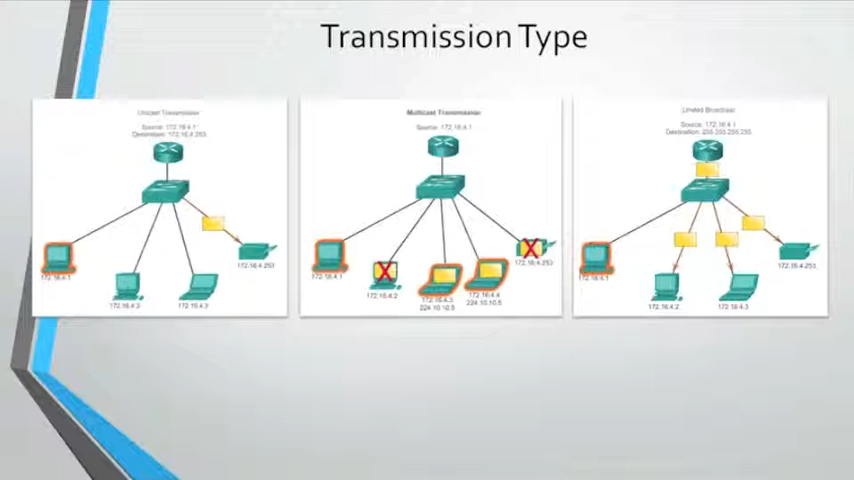 Transmission Type
Unicast Transmission
Source: 172.16.4.1
Destination: 172.16.4.253
172.16.4.1
172.16.4.253
172.16.4.3
Multicast Transmission
Source: 172.16.4.1
172.16.4.1
172.16.4.2
172.16.4.3
224.10.10.5
172.16.4.4
224.10.10.5
172.16.4.253
Limited Broadcast
Source: 172.16.4.1
Destination: 255.255.255.255
172.16.4.1
172.16.4.2
172.16.4.3
172.16.4.253